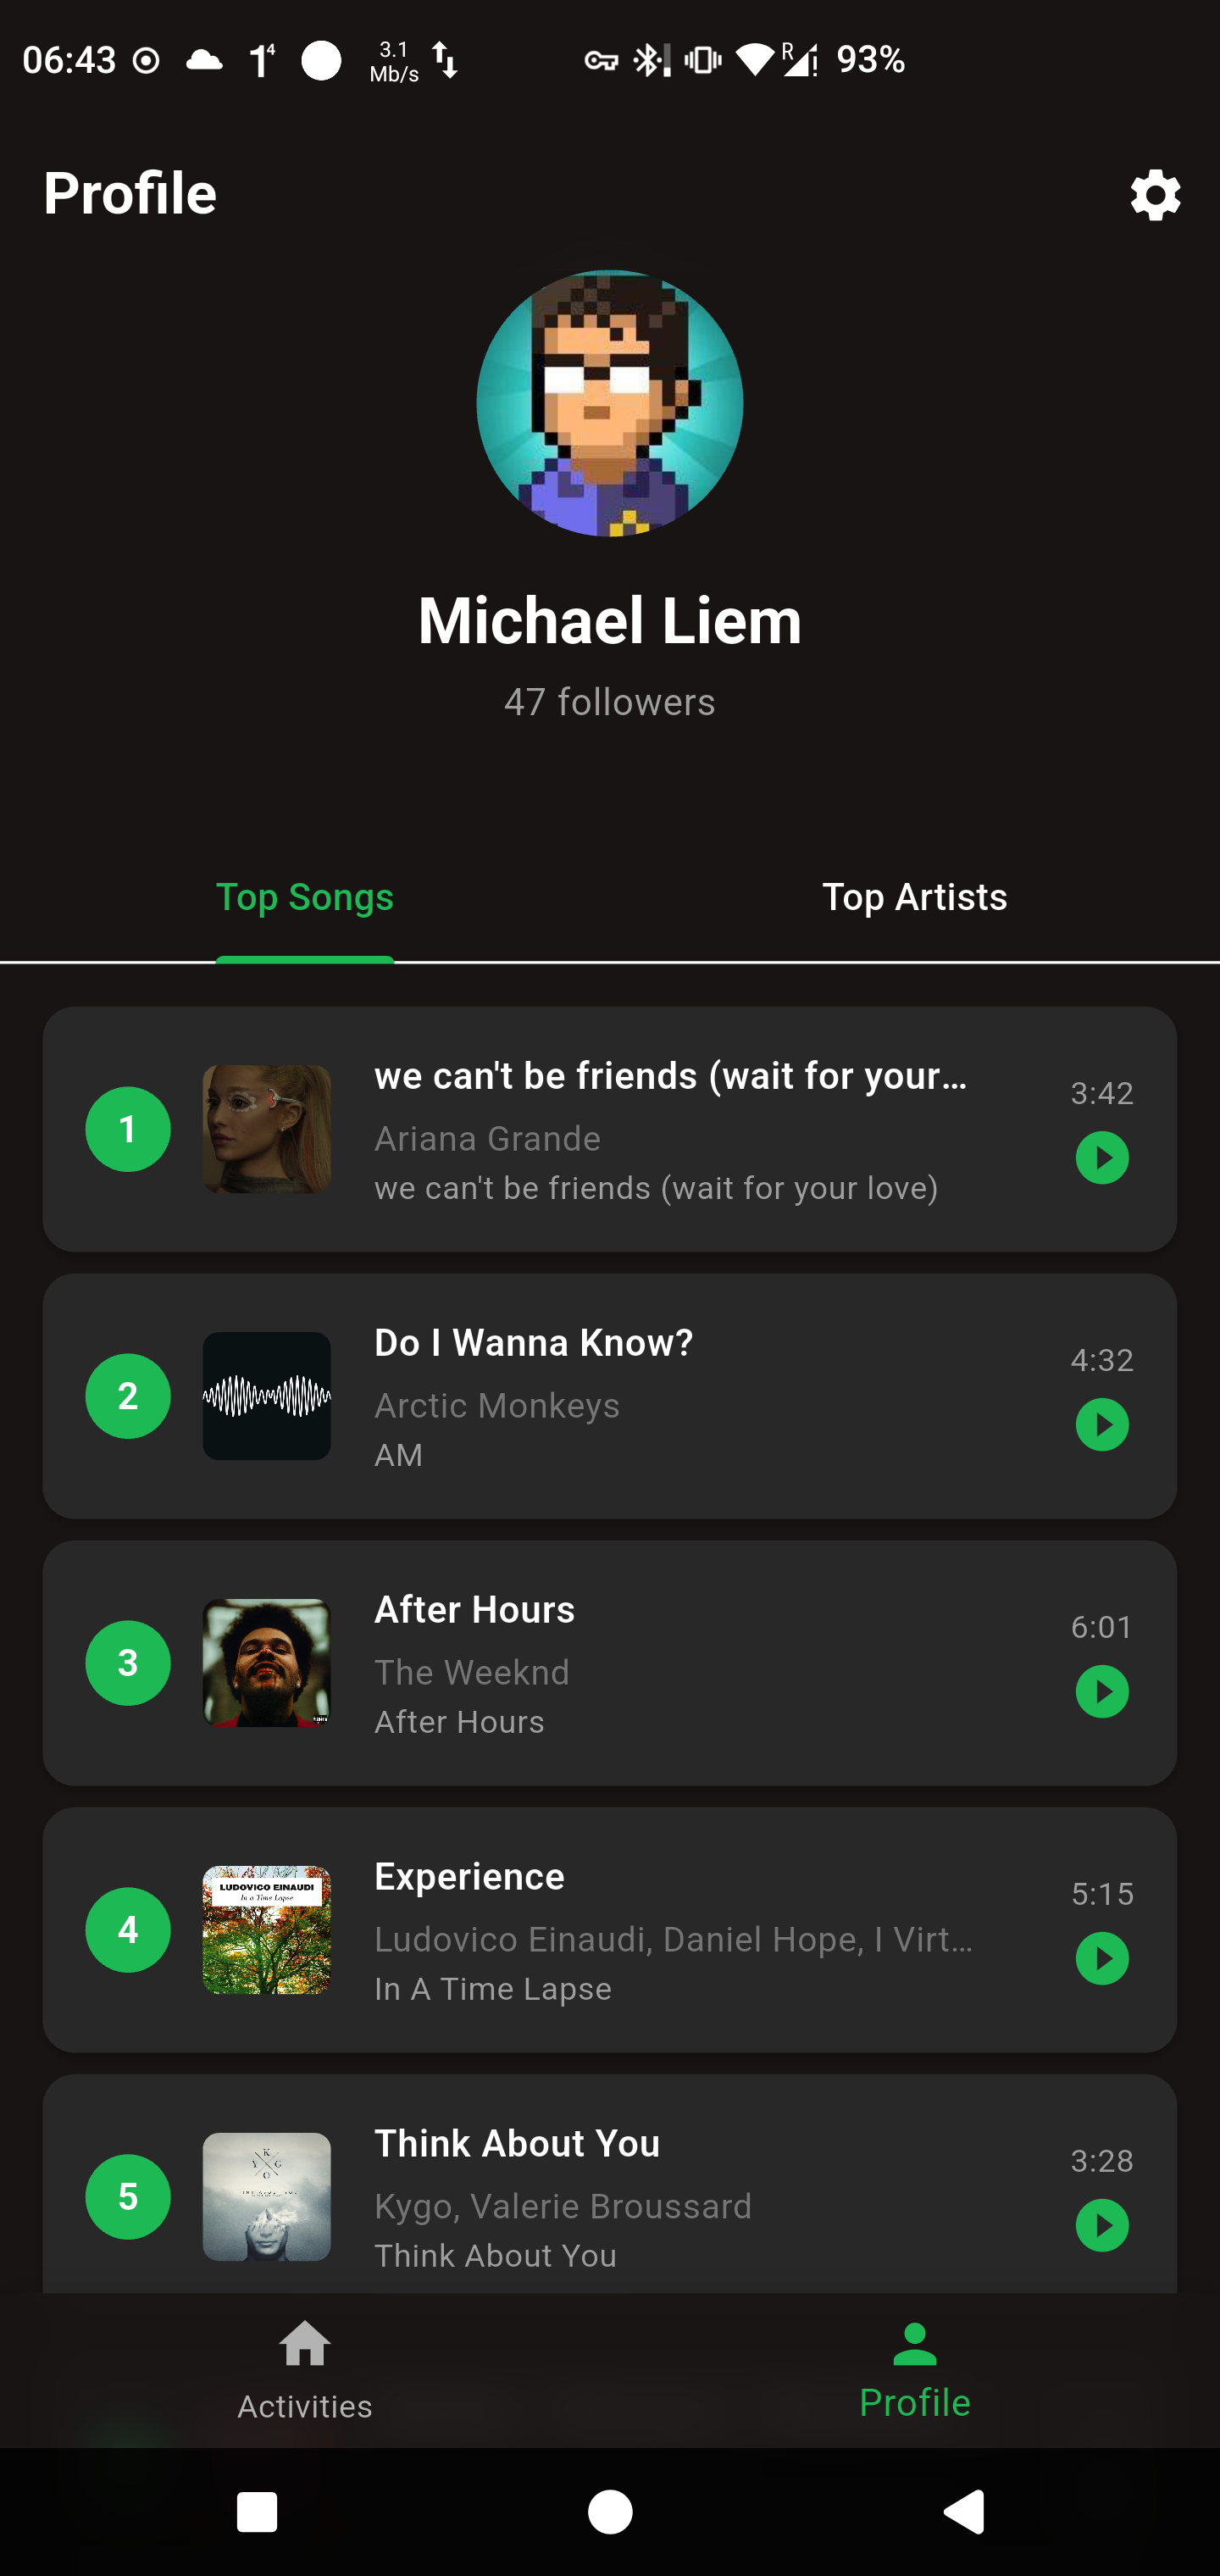 06:43 1⁴ 3.1 Mb/s R 93%
Profile
Michael Liem
47 followers
Top Songs Top Artists
1
we can't be friends (wait for your...
Ariana Grande
we can't be friends (wait for your love)
3:42
2
Do I Wanna Know?
Arctic Monkeys
AM
4:32
3
After Hours
The Weeknd
After Hours
6:01
4
LUDOVICO EINAUDI
In a Time Lapse
Experience
Ludovico Einaudi, Daniel Hope, I Virt...
In A Time Lapse
5:15
5
K
Y G
O
Think About You
Kygo, Valerie Broussard
Think About You
3:28
Activities Profile